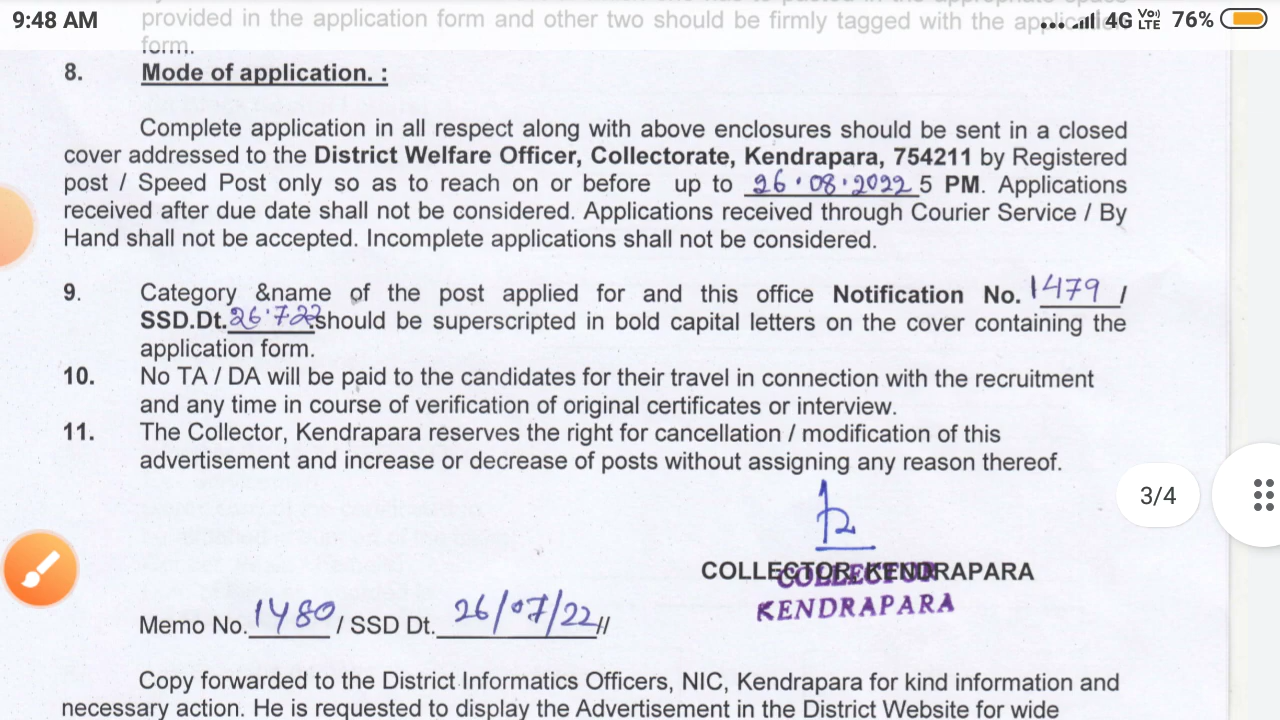 9:48 AM
4G Vo) LTE 76%
provided in the application form and other two should be firmly tagged with the application
form.
8. Mode of application. :
Complete application in all respect along with above enclosures should be sent in a closed
cover addressed to the District Welfare Officer, Collectorate, Kendrapara, 754211 by Registered
post / Speed Post only so as to reach on or before up to 26.08.2022 5 PM. Applications
received after due date shall not be considered. Applications received through Courier Service / By
Hand shall not be accepted. Incomplete applications shall not be considered.
9. Category &name of the post applied for and this office Notification No. 1479 /
SSD.Dt. 26.7.22 should be superscripted in bold capital letters on the cover containing the
application form.
10. No TA / DA will be paid to the candidates for their travel in connection with the recruitment
and any time in course of verification of original certificates or interview.
11. The Collector, Kendrapara reserves the right for cancellation / modification of this
advertisement and increase or decrease of posts without assigning any reason thereof.
3/4
COLLECTOR, KENDRAPARA
COLLECTOR
KENDRAPARA
Memo No. 1480 / SSD Dt. 26/07/22//
Copy forwarded to the District Informatics Officers, NIC, Kendrapara for kind information and
necessary action. He is requested to display the Advertisement in the District Website for wide